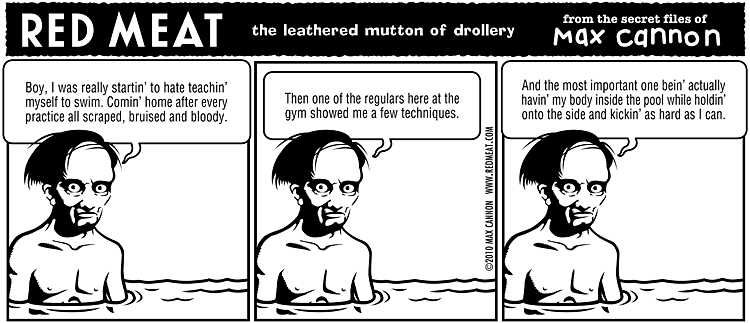 RED MEAT
the leathered mutton of drollery
from the secret files of
Max cannon
Boy, I was really startin' to hate teachin'
myself to swim. Comin' home after every
practice all scraped, bruised and bloody.
Then one of the regulars here at the
gym showed me a few techniques.
©2010 MAX CANNON WWW.REDMEAT.COM
And the most important one bein' actually
havin' my body inside the pool while holdin'
onto the side and kickin' as hard as I can.